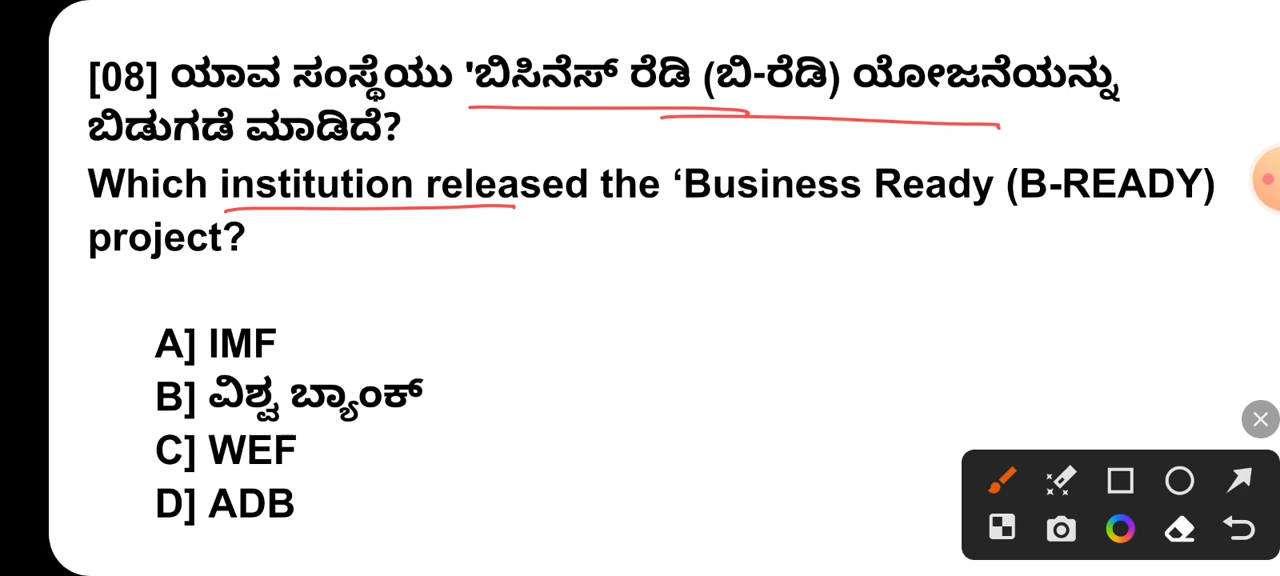 [08] ಯಾವ ಸಂಸ್ಥೆಯು 'ಬಿಸಿನೆಸ್ ರೆಡಿ (ಬಿ-ರೆಡಿ) ಯೋಜನೆಯನ್ನು
ಬಿಡುಗಡೆ ಮಾಡಿದೆ?
Which institution released the ‘Business Ready (B-READY)
project?
A] IMF
B] ವಿಶ್ವ ಬ್ಯಾಂಕ್
C] WEF
D] ADB